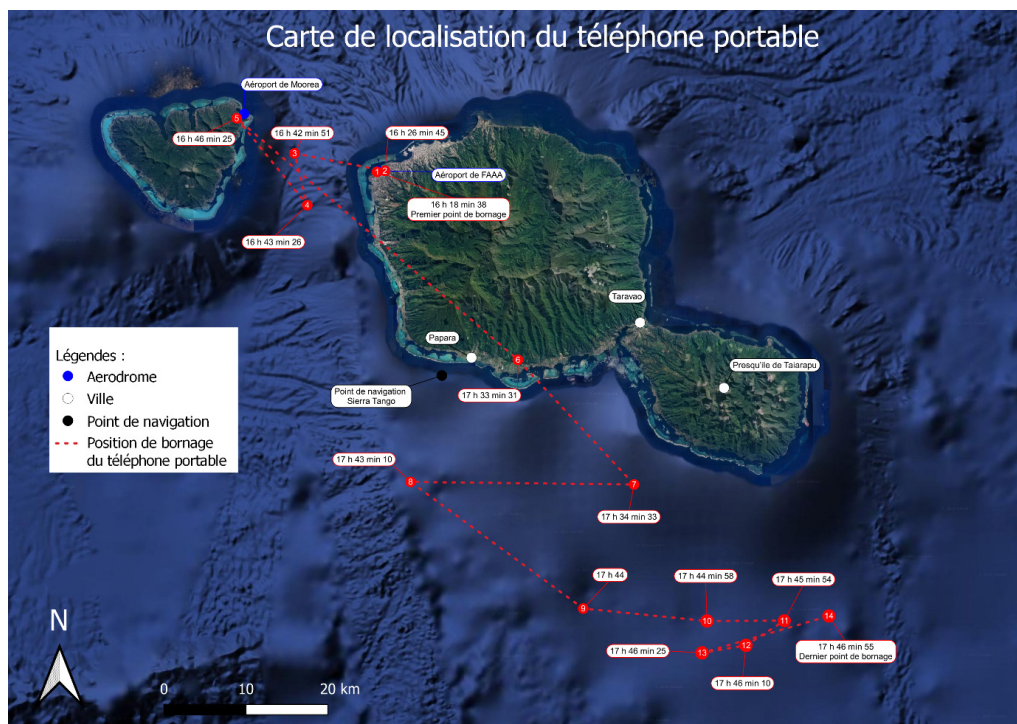 Carte de localisation du téléphone portable
Aéroport de Moorea
5
16 h 46 min 25
16 h 42 min 51
3
16 h 26 min 45
1
2
Aéroport de FAAA
4
16 h 18 min 38
Premier point de bornage
16 h 43 min 26
Taravao
Papara
6
Presqu'île de Taiarapu
Point de navigation
Sierra Tango
17 h 33 min 31
Légendes :
Aerodrome
Ville
Point de navigation
Position de bornage
du téléphone portable
17 h 43 min 10
8
7
17 h 34 min 33
17 h 44
17 h 44 min 58
17 h 45 min 54
9
10
11
14
12
13
17 h 46 min 25
17 h 46 min 55
Dernier point de bornage
17 h 46 min 10
N
0 10 20 km